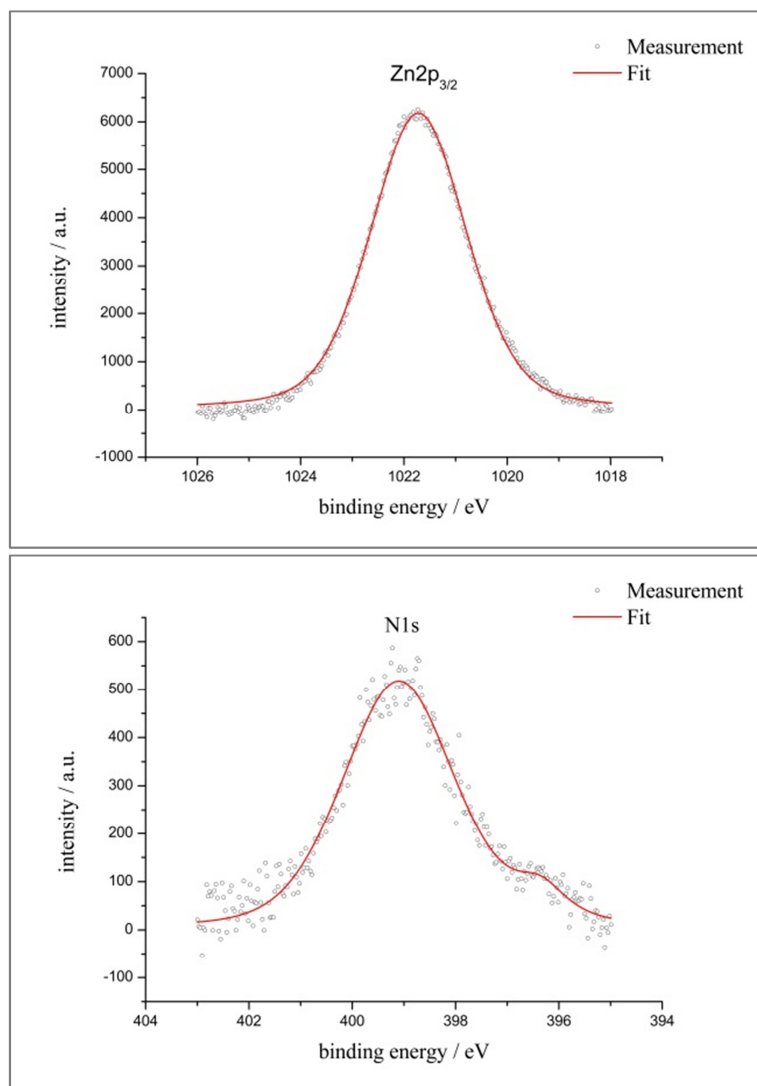 Measurement
Fit
Zn2p3/2
7000
6000
5000
4000
3000
2000
1000
0
-1000
intensity / a.u.
1026
1024
1022
1020
1018
binding energy / eV
Measurement
Fit
N1s
600
500
400
300
200
100
0
-100
intensity / a.u.
404
402
400
398
396
394
binding energy / eV